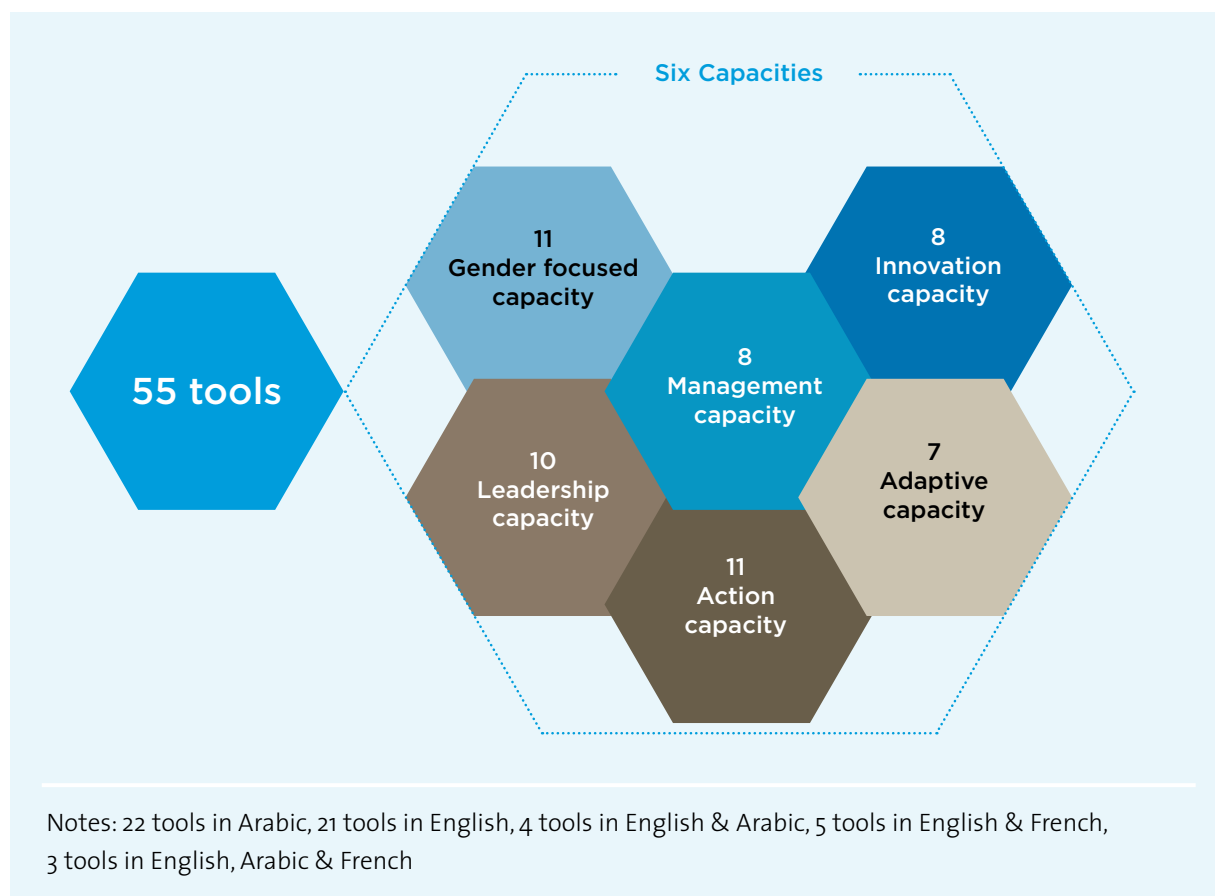 Six Capacities
11
Gender focused
capacity
8
Innovation
capacity
55 tools
8
Management
capacity
10
Leadership
capacity
7
Adaptive
capacity
11
Action
capacity
Notes: 22 tools in Arabic, 21 tools in English, 4 tools in English & Arabic, 5 tools in English & French,
3 tools in English, Arabic & French